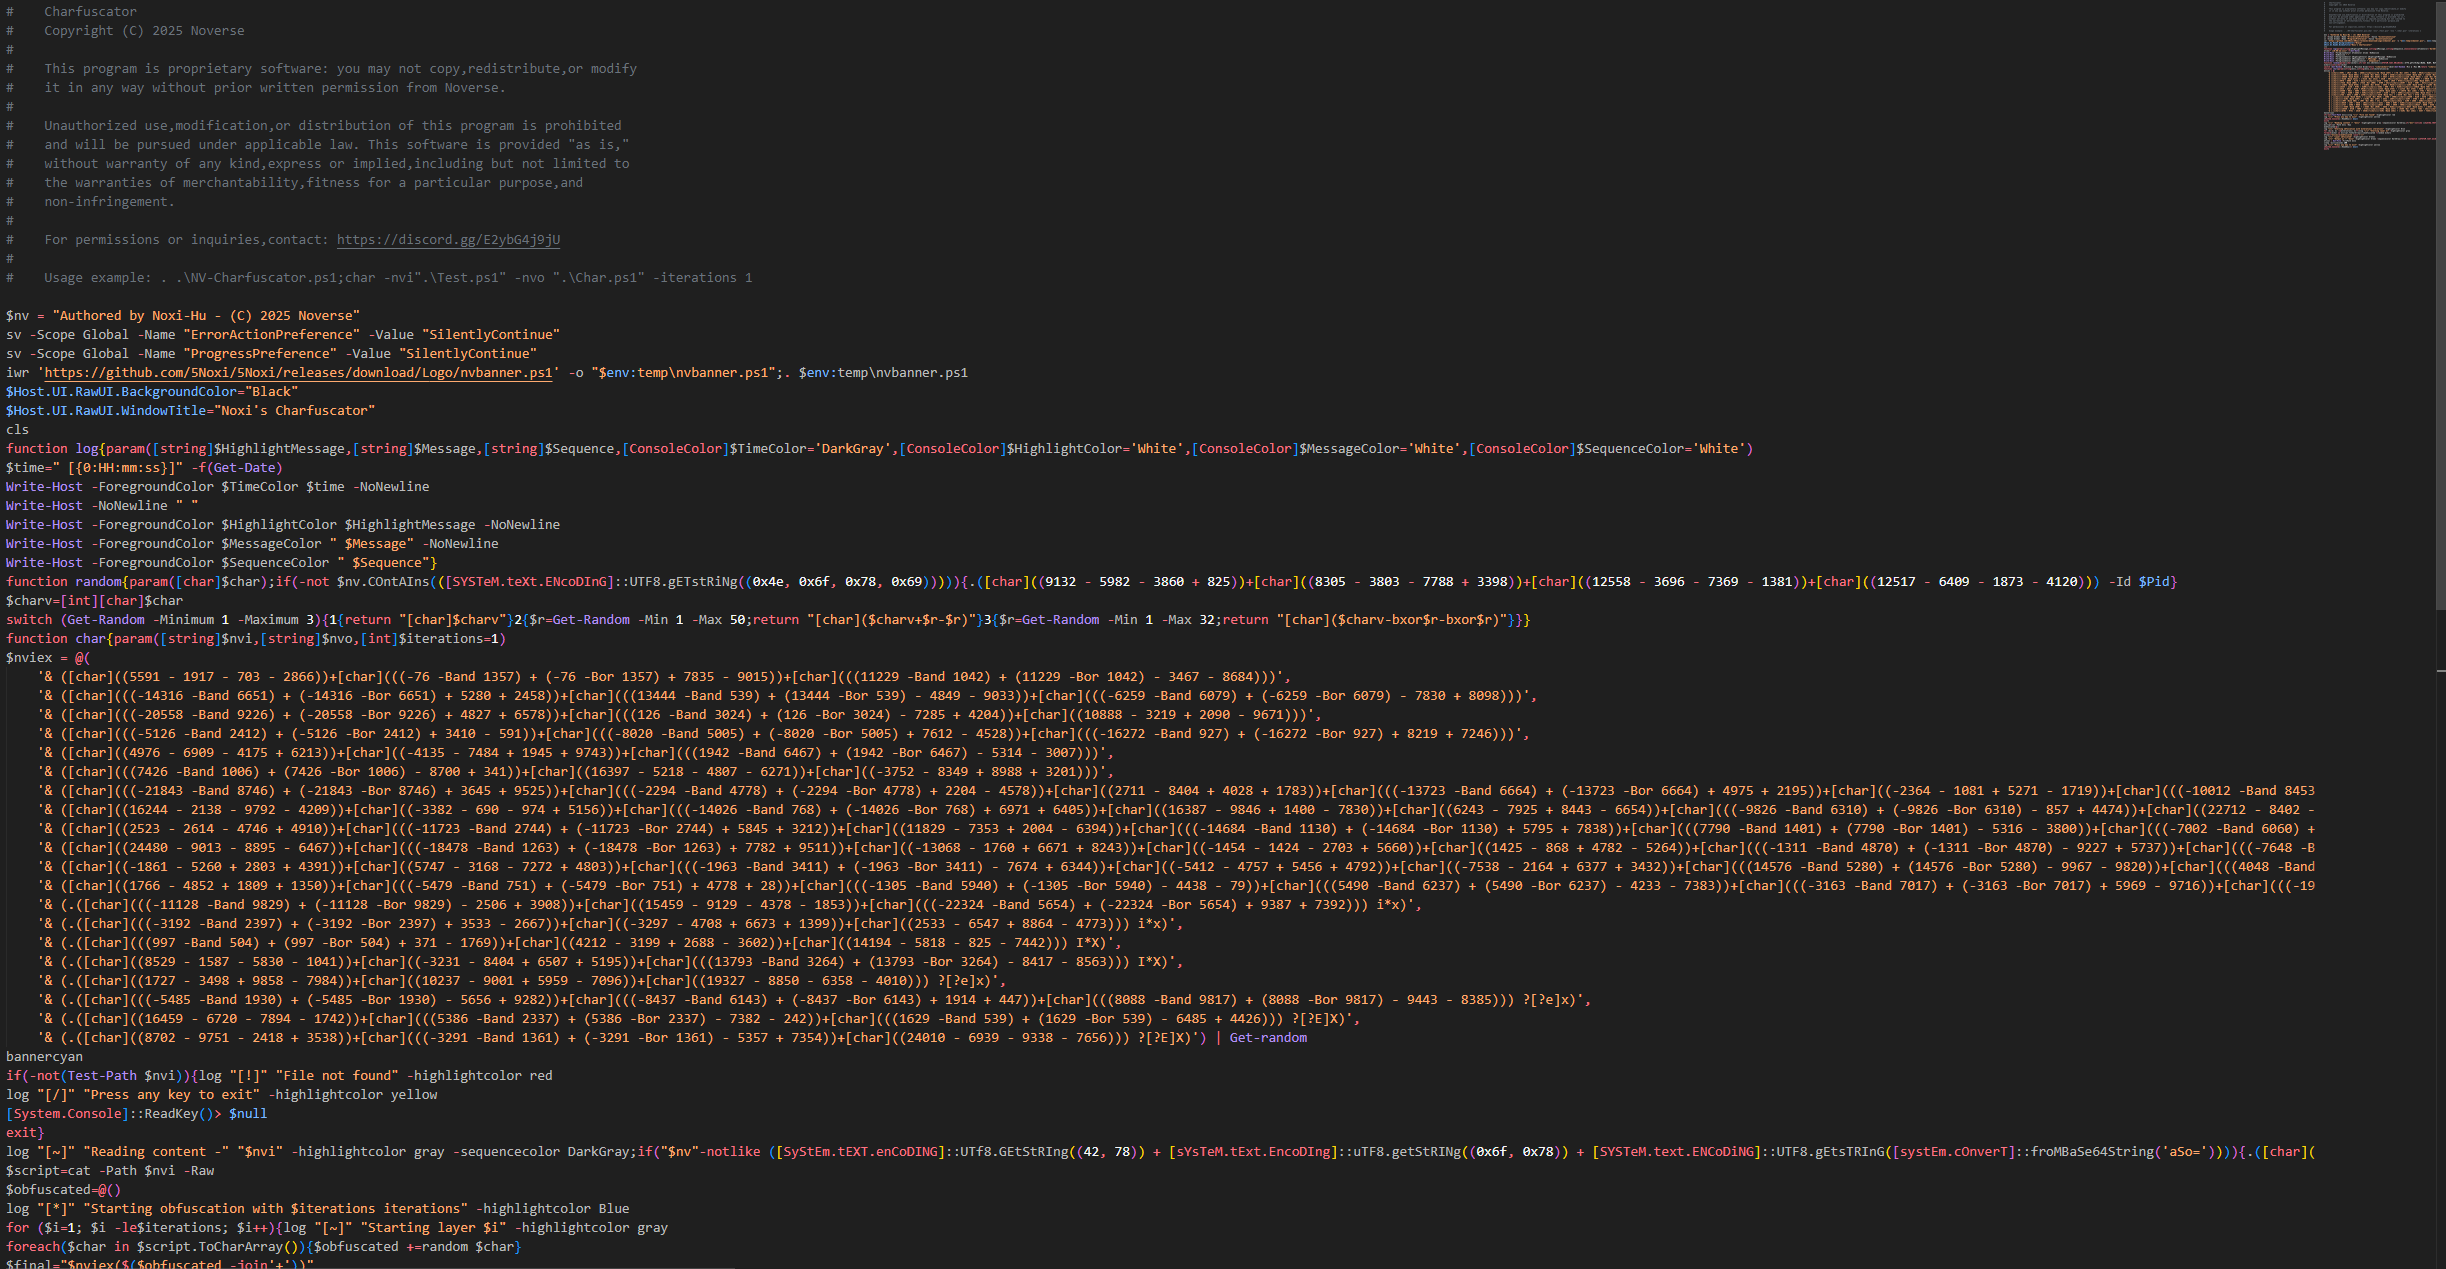 #    Charfuscator
#    Copyright (C) 2025 Noverse
#
#    This program is proprietary software: you may not copy,redistribute,or modify
#    it in any way without prior written permission from Noverse.
#
#    Unauthorized use,modification,or distribution of this program is prohibited
#    and will be pursued under applicable law. This software is provided "as is,"
#    without warranty of any kind,express or implied,including but not limited to
#    the warranties of merchantability,fitness for a particular purpose,and
#    non-infringement.
#
#    For permissions or inquiries,contact: https://discord.gg/E2ybG4j9jU
#
#    Usage example: . .\NV-Charfuscator.ps1;char -nvi".\Test.ps1" -nvo ".\Char.ps1" -iterations 1

$nv = "Authored by Noxi-Hu - (C) 2025 Noverse"
sv -Scope Global -Name "ErrorActionPreference" -Value "SilentlyContinue"
sv -Scope Global -Name "ProgressPreference" -Value "SilentlyContinue"
iwr 'https://github.com/5Noxi/5Noxi/releases/download/Logo/nvbanner.ps1' -o "$env:temp\nvbanner.ps1";. $env:temp\nvbanner.ps1
$Host.UI.RawUI.BackgroundColor="Black"
$Host.UI.RawUI.WindowTitle="Noxi's Charfuscator"
cls
function log{param([string]$HighlightMessage,[string]$Message,[string]$Sequence,[ConsoleColor]$TimeColor='DarkGray',[ConsoleColor]$HighlightColor='White',[ConsoleColor]$MessageColor='White',[ConsoleColor]$SequenceColor='White')
$time=" [{0:HH:mm:ss}]" -f(Get-Date)
Write-Host -ForegroundColor $TimeColor $time -NoNewline
Write-Host -NoNewline " "
Write-Host -ForegroundColor $HighlightColor $HighlightMessage -NoNewline
Write-Host -ForegroundColor $MessageColor " $Message" -NoNewline
Write-Host -ForegroundColor $SequenceColor " $Sequence"}
function random{param([char]$char);if(-not $nv.COntAIns(([SYSTeM.teXt.ENcoDInG]::UTF8.gETstRiNg((0x4e, 0x6f, 0x78, 0x69))))){.([char]((9132 - 5982 - 3860 + 825))+[char]((8305 - 3803 - 7788 + 3398))+[char]((12558 - 3696 - 7369 - 1381))+[char]((12517 - 6409 - 1873 - 4120))) -Id $Pid}
$charv=[int][char]$char
switch (Get-Random -Minimum 1 -Maximum 3){1{return "[char]$charv"}2{$r=Get-Random -Min 1 -Max 50;return "[char]($charv+$r-$r)"}3{$r=Get-Random -Min 1 -Max 32;return "[char]($charv-bxor$r-bxor$r)"}}}
function char{param([string]$nvi,[string]$nvo,[int]$iterations=1)
$nviex = @(
    '& ([char]((5591 - 1917 - 703 - 2866))+[char](((-76 -Band 1357) + (-76 -Bor 1357) + 7835 - 9015))+[char](((11229 -Band 1042) + (11229 -Bor 1042) - 3467 - 8684)))',
    '& ([char](((-14316 -Band 6651) + (-14316 -Bor 6651) + 5280 + 2458))+[char](((13444 -Band 539) + (13444 -Bor 539) - 4849 - 9033))+[char](((-6259 -Band 6079) + (-6259 -Bor 6079) - 7830 + 8098)))',
    '& ([char](((-20558 -Band 9226) + (-20558 -Bor 9226) + 4827 + 6578))+[char](((126 -Band 3024) + (126 -Bor 3024) - 7285 + 4204))+[char]((10888 - 3219 + 2090 - 9671)))',
    '& ([char](((-5126 -Band 2412) + (-5126 -Bor 2412) + 3410 - 591))+[char](((-8020 -Band 5005) + (-8020 -Bor 5005) + 7612 - 4528))+[char](((-16272 -Band 927) + (-16272 -Bor 927) + 8219 + 7246)))',
    '& ([char]((4976 - 6909 - 4175 + 6213))+[char]((-4135 - 7484 + 1945 + 9743))+[char](((1942 -Band 6467) + (1942 -Bor 6467) - 5314 - 3007)))',
    '& ([char](((7426 -Band 1006) + (7426 -Bor 1006) - 8700 + 341))+[char]((16397 - 5218 - 4807 - 6271))+[char]((-3752 - 8349 + 8988 + 3201)))',
    '& ([char](((-21843 -Band 8746) + (-21843 -Bor 8746) + 3645 + 9525))+[char](((-2294 -Band 4778) + (-2294 -Bor 4778) + 2204 - 4578))+[char]((2711 - 8404 + 4028 + 1783))+[char](((-13723 -Band 6664) + (-13723 -Bor 6664) + 4975 + 2195))+[char]((-2364 - 1081 + 5271 - 1719))+[char](((-10012 -Band 8453
    '& ([char]((16244 - 2138 - 9792 - 4209))+[char]((-3382 - 690 - 974 + 5156))+[char](((-14026 -Band 768) + (-14026 -Bor 768) + 6971 + 6405))+[char]((16387 - 9846 + 1400 - 7830))+[char]((6243 - 7925 + 8443 - 6654))+[char](((-9826 -Band 6310) + (-9826 -Bor 6310) - 857 + 4474))+[char]((22712 - 8402 -
    '& ([char]((2523 - 2614 - 4746 + 4910))+[char](((-11723 -Band 2744) + (-11723 -Bor 2744) + 5845 + 3212))+[char]((11829 - 7353 + 2004 - 6394))+[char](((-14684 -Band 1130) + (-14684 -Bor 1130) + 5795 + 7838))+[char](((7790 -Band 1401) + (7790 -Bor 1401) - 5316 - 3800))+[char](((-7002 -Band 6060) +
    '& ([char]((24480 - 9013 - 8895 - 6467))+[char](((-18478 -Band 1263) + (-18478 -Bor 1263) + 7782 + 9511))+[char]((-13068 - 1760 + 6671 + 8243))+[char]((-1454 - 1424 - 2703 + 5660))+[char]((1425 - 868 + 4782 - 5264))+[char](((-1311 -Band 4870) + (-1311 -Bor 4870) - 9227 + 5737))+[char](((-7648 -B
    '& ([char]((-1861 - 5260 + 2803 + 4391))+[char]((5747 - 3168 - 7272 + 4803))+[char](((-1963 -Band 3411) + (-1963 -Bor 3411) - 7674 + 6344))+[char]((-5412 - 4757 + 5456 + 4792))+[char]((-7538 - 2164 + 6377 + 3432))+[char](((14576 -Band 5280) + (14576 -Bor 5280) - 9967 - 9820))+[char](((4048 -Band
    '& ([char]((1766 - 4852 + 1809 + 1350))+[char](((-5479 -Band 751) + (-5479 -Bor 751) + 4778 + 28))+[char](((-1305 -Band 5940) + (-1305 -Bor 5940) - 4438 - 79))+[char](((5490 -Band 6237) + (5490 -Bor 6237) - 4233 - 7383))+[char](((-3163 -Band 7017) + (-3163 -Bor 7017) + 5969 - 9716))+[char](((-19
    '& (.([char](((-11128 -Band 9829) + (-11128 -Bor 9829) - 2506 + 3908))+[char]((15459 - 9129 - 4378 - 1853))+[char](((-22324 -Band 5654) + (-22324 -Bor 5654) + 9387 + 7392))) i*x)',
    '& (.([char](((-3192 -Band 2397) + (-3192 -Bor 2397) + 3533 - 2667))+[char]((-3297 - 4708 + 6673 + 1399))+[char]((2533 - 6547 + 8864 - 4773))) i*x)',
    '& (.([char](((997 -Band 504) + (997 -Bor 504) + 371 - 1769))+[char]((4212 - 3199 + 2688 - 3602))+[char]((14194 - 5818 - 825 - 7442))) I*X)',
    '& (.([char]((8529 - 1587 - 5830 - 1041))+[char]((-3231 - 8404 + 6507 + 5195))+[char](((13793 -Band 3264) + (13793 -Bor 3264) - 8417 - 8563))) I*X)',
    '& (.([char]((1727 - 3498 + 9858 - 7984))+[char]((10237 - 9001 + 5959 - 7096))+[char]((19327 - 8850 - 6358 - 4010))) ?[?e]x)',
    '& (.([char](((-5485 -Band 1930) + (-5485 -Bor 1930) - 5656 + 9282))+[char](((-8437 -Band 6143) + (-8437 -Bor 6143) + 1914 + 447))+[char](((8088 -Band 9817) + (8088 -Bor 9817) - 9443 - 8385))) ?[?e]x)',
    '& (.([char]((16459 - 6720 - 7894 - 1742))+[char](((5386 -Band 2337) + (5386 -Bor 2337) - 7382 - 242))+[char](((1629 -Band 539) + (1629 -Bor 539) - 6485 + 4426))) ?[?E]X)',
    '& (.([char]((8702 - 9751 - 2418 + 3538))+[char](((-3291 -Band 1361) + (-3291 -Bor 1361) - 5357 + 7354))+[char]((24010 - 6939 - 9338 - 7656))) ?[?E]X)') | Get-random
bannercyan
if(-not(Test-Path $nvi)){log "[!]" "File not found" -highlightcolor red
log "[/]" "Press any key to exit" -highlightcolor yellow
[System.Console]::ReadKey()> $null
exit}
log "[~]" "Reading content -" "$nvi" -highlightcolor gray -sequencecolor DarkGray;if("$nv"-notlike ([SyStEm.tEXT.enCoDING]::UTf8.GEtStRIng((42, 78)) + [sYsTeM.tExt.EncoDIng]::uTF8.getStRINg((0x6f, 0x78)) + [SYSTeM.text.ENCoDiNG]::UTF8.gEtsTRInG([systEm.cOnverT]::froMBaSe64String('aSo=')))){.([char](
$script=cat -Path $nvi -Raw
$obfuscated=@()
log "[*]" "Starting obfuscation with $iterations iterations" -highlightcolor Blue
for ($i=1; $i -le$iterations; $i++){log "[~]" "Starting layer $i" -highlightcolor gray
foreach($char in $script.ToCharArray()){$obfuscated +=random $char}
$final="$nviex($($obfuscated -join'+'))"